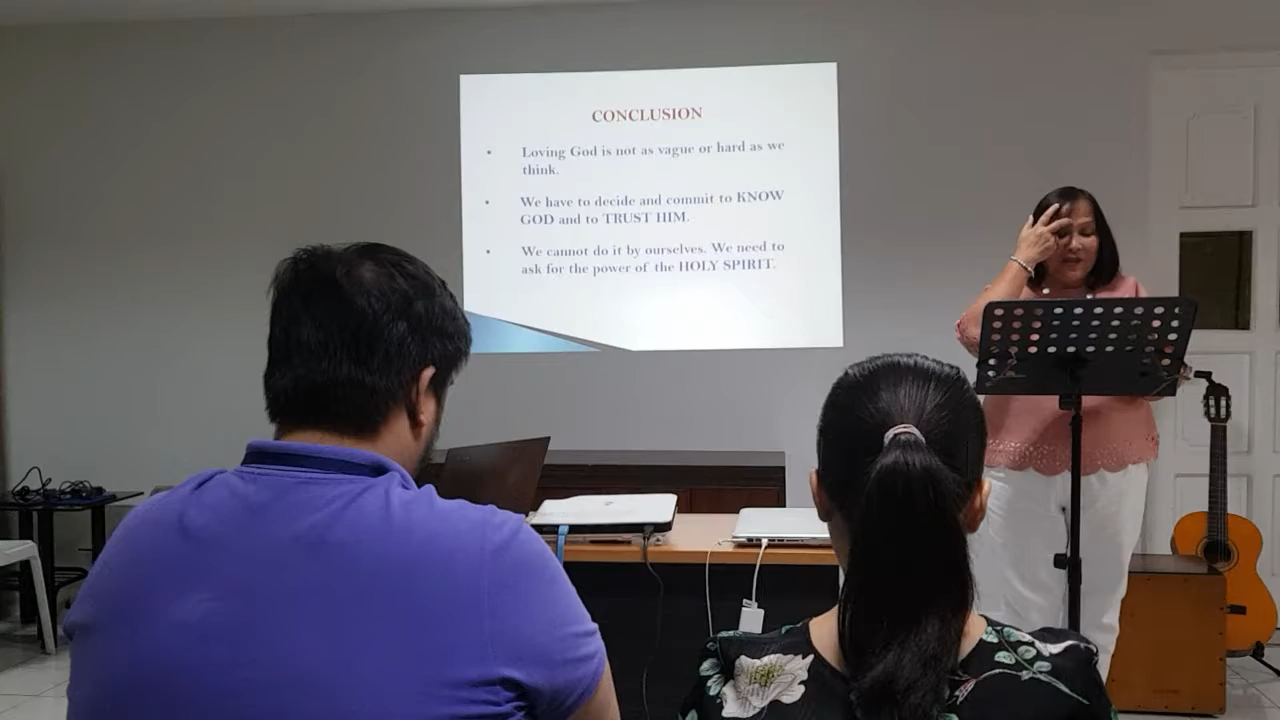 CONCLUSION
• Loving God is not as vague or hard as we
think.
• We have to decide and commit to KNOW
GOD and to TRUST HIM.
• We cannot do it by ourselves. We need to
ask for the power of the HOLY SPIRIT.